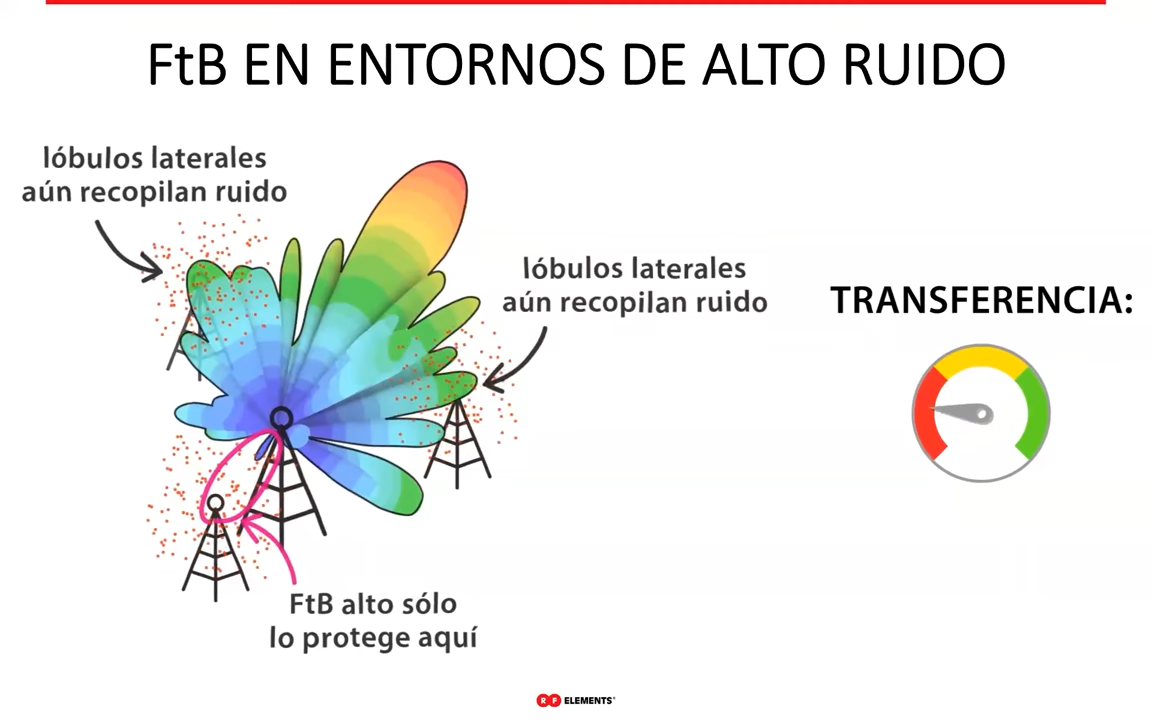 FtB EN ENTORNOS DE ALTO RUIDO
lóbulos laterales
aún recopilan ruido
lóbulos laterales
aún recopilan ruido
TRANSFERENCIA:
FtB alto sólo
lo protege aquí
RF ELEMENTS